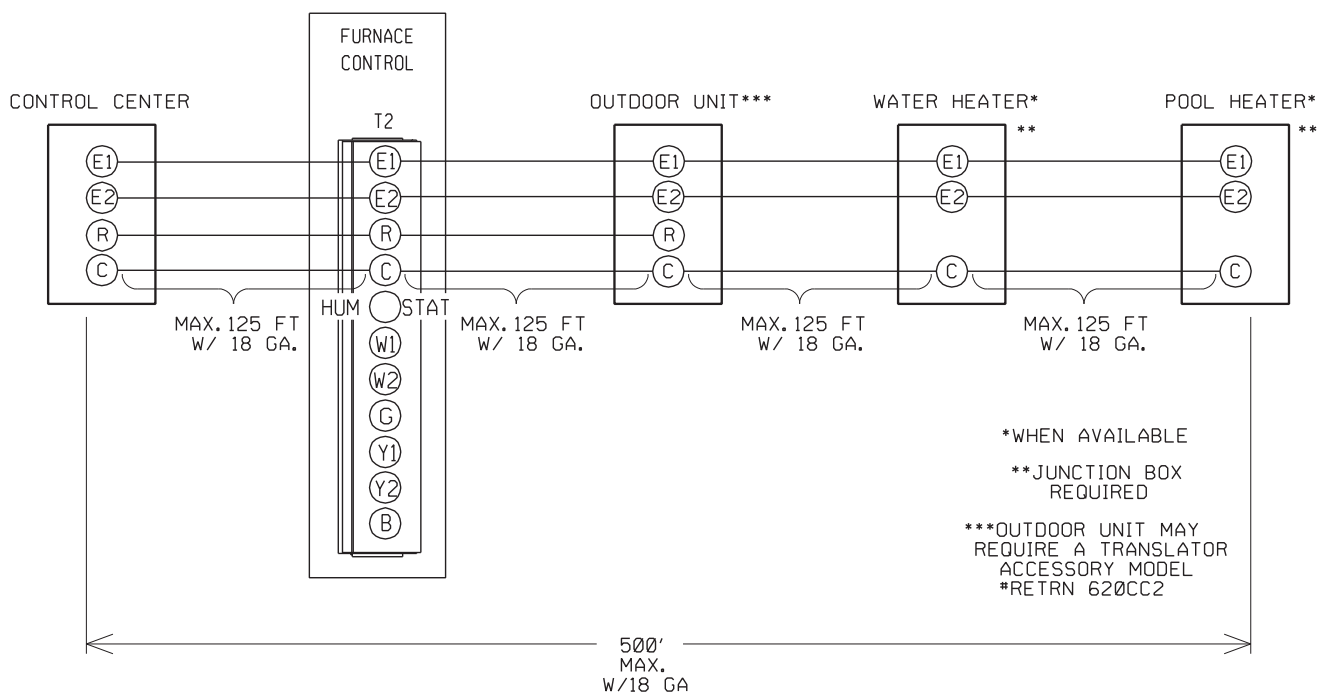 FURNACE
CONTROL
CONTROL CENTER
OUTDOOR UNIT***
WATER HEATER*
**
POOL HEATER*
**
T2
E1 E1 E1 E1 E1
E2 E2 E2 E2 E2
R R R
C C C C C
HUM STAT
MAX. 125 FT
W/ 18 GA.
MAX. 125 FT
W/ 18 GA.
MAX. 125 FT
W/ 18 GA.
MAX. 125 FT
W/ 18 GA.
W1
W2
G
Y1
Y2
B
*WHEN AVAILABLE
**JUNCTION BOX
REQUIRED
***OUTDOOR UNIT MAY
REQUIRE A TRANSLATOR
ACCESSORY MODEL
#RETRN 620CC2
500'
MAX.
W/18 GA